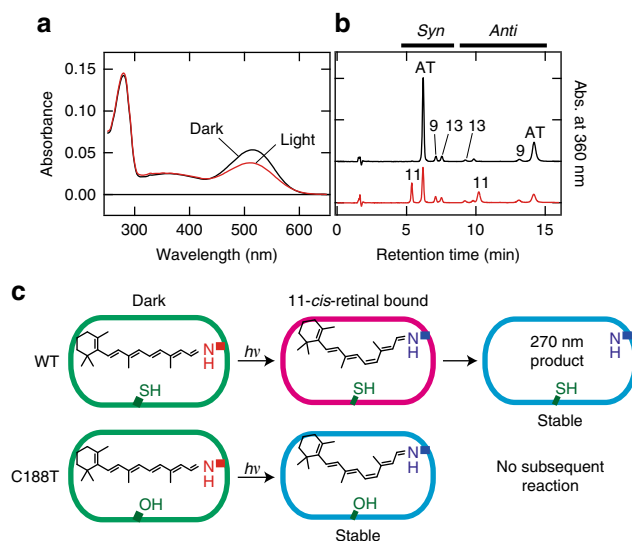 a
b
Syn
Anti
0.15
0.10
0.05
0.00
Absorbance
Dark
Light
300
400
500
600
Wavelength (nm)
AT
9
13
13
9
AT
11
11
Abs. at 360 nm
0
5
10
15
Retention time (min)
c
Dark
11-cis-retinal bound
WT
N
H
SH
hν
N
H
SH
270 nm
product
N
H
SH
Stable
C188T
N
H
OH
hν
N
H
OH
Stable
No subsequent
reaction